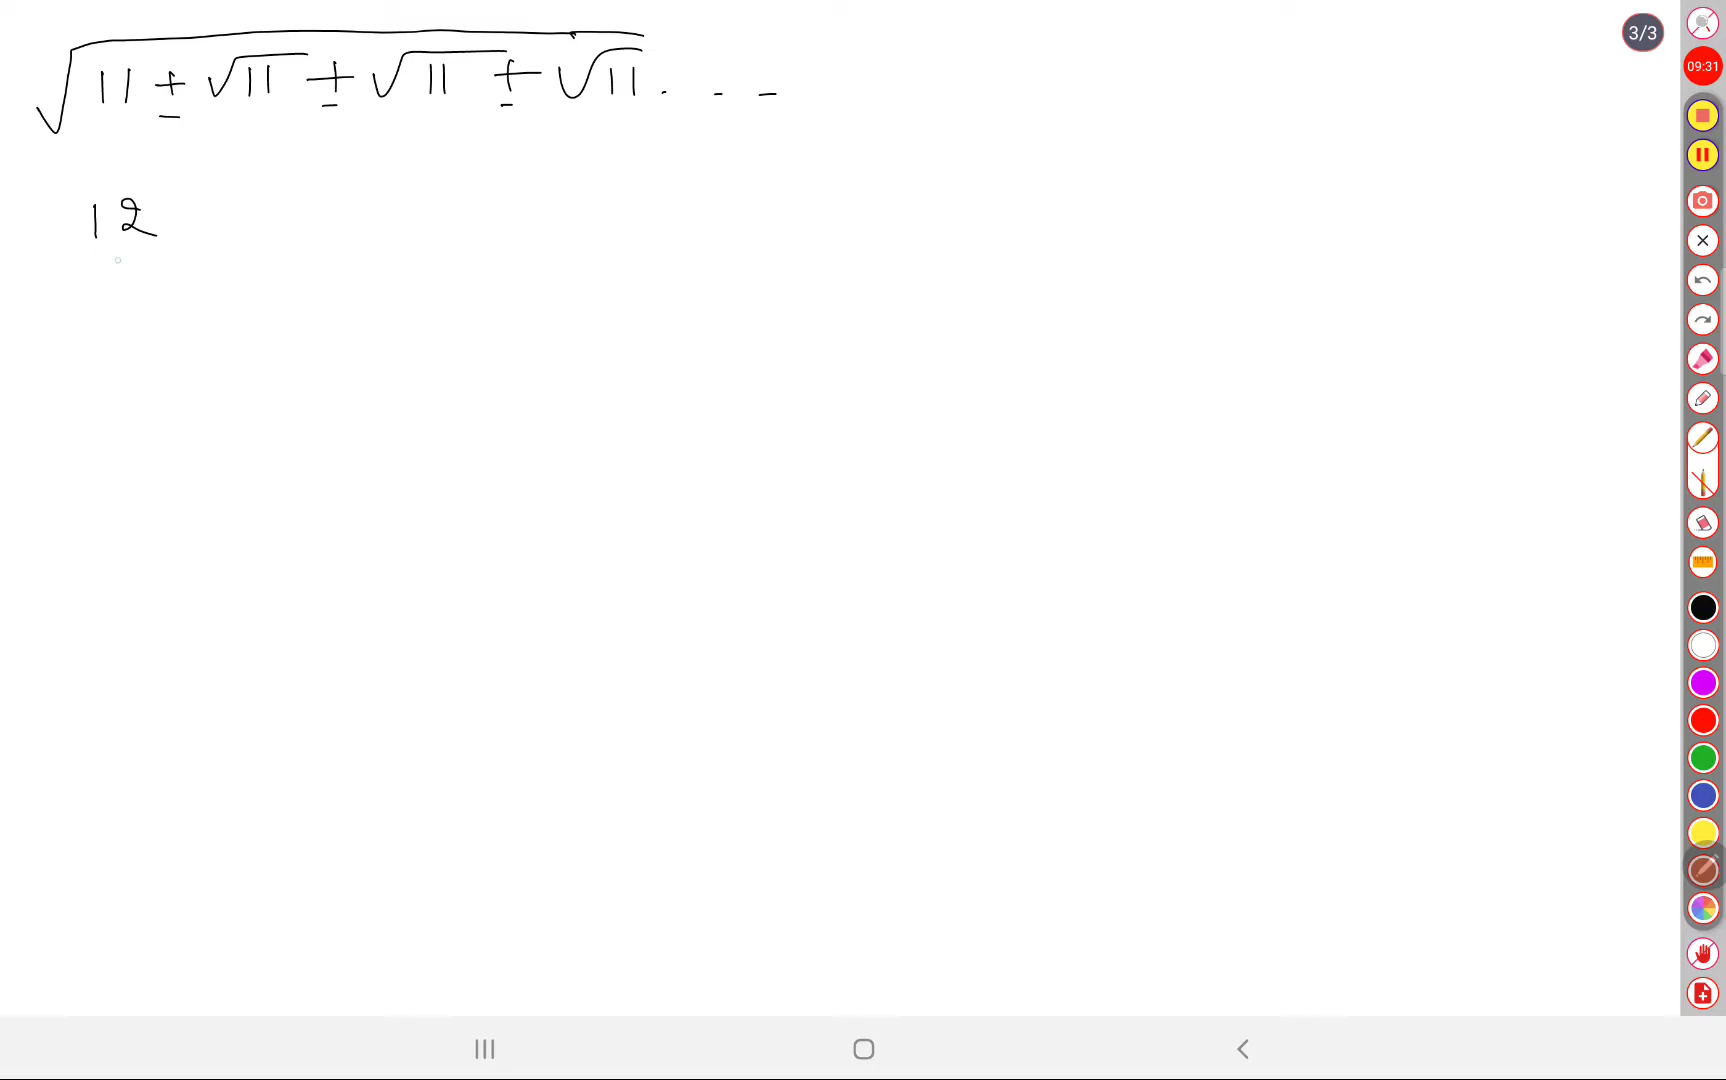 √11 ± √11 ± √11 ± √11 . - -
3/3
09:31
12